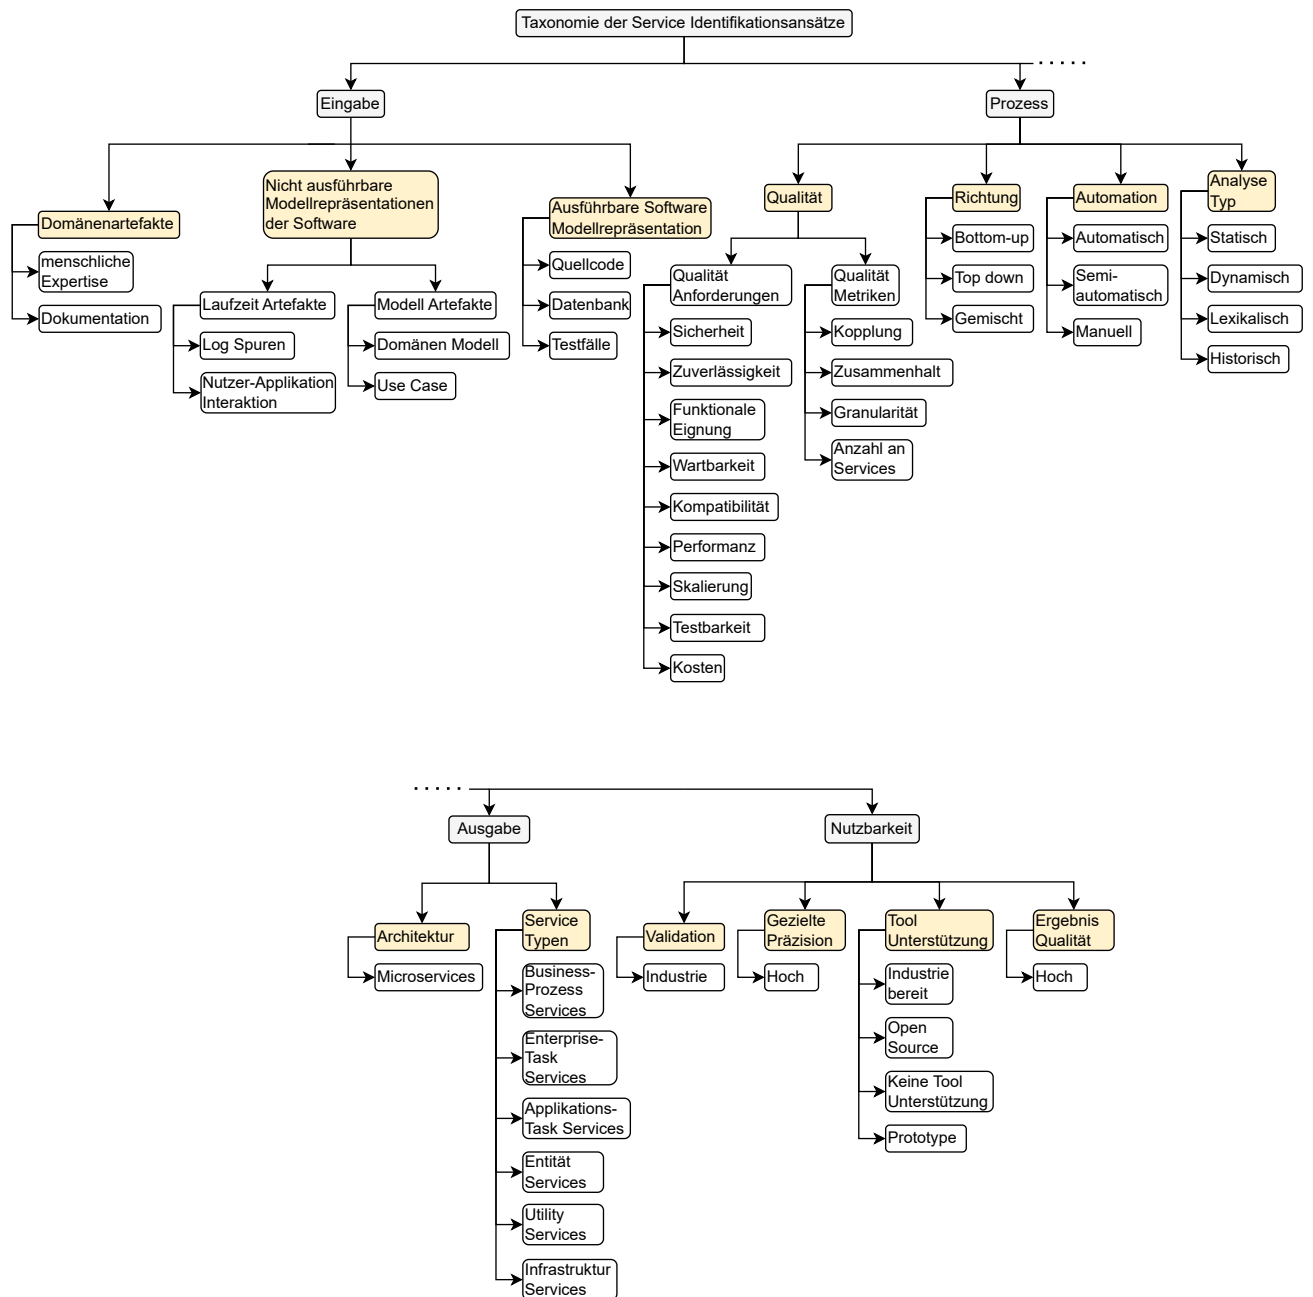 Taxonomie der Service Identifikationsansätze
Eingabe
Prozess
Domänenartefakte
menschliche
Expertise
Dokumentation
Nicht ausführbare
Modellrepräsentationen
der Software
Laufzeit Artefakte
Log Spuren
Nutzer-Applikation
Interaktion
Modell Artefakte
Domänen Modell
Use Case
Ausführbare Software
Modellrepräsentation
Quellcode
Datenbank
Testfälle
Qualität
Qualität
Anforderungen
Sicherheit
Zuverlässigkeit
Funktionale
Eignung
Wartbarkeit
Kompatibilität
Performanz
Skalierung
Testbarkeit
Kosten
Qualität
Metriken
Kopplung
Zusammenhalt
Granularität
Anzahl an
Services
Richtung
Bottom-up
Top down
Gemischt
Automation
Automatisch
Semi-
automatisch
Manuell
Analyse
Typ
Statisch
Dynamisch
Lexikalisch
Historisch
Ausgabe
Nutzbarkeit
Architektur
Microservices
Service
Typen
Business-
Prozess
Services
Enterprise-
Task
Services
Applikations-
Task Services
Entität
Services
Utility
Services
Infrastruktur
Services
Validation
Industrie
Gezielte
Präzision
Hoch
Tool
Unterstützung
Industrie
bereit
Open
Source
Keine Tool
Unterstützung
Prototype
Ergebnis
Qualität
Hoch